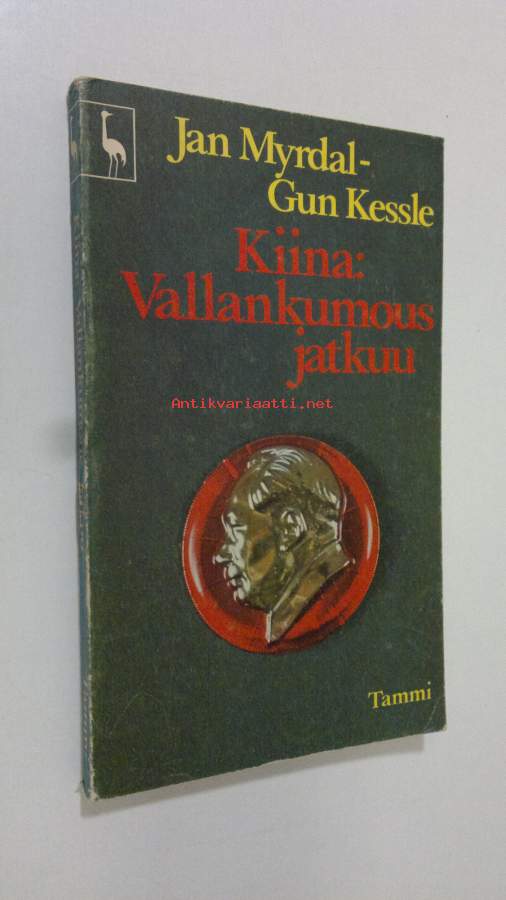 Jan Myrdal-
Gun Kessle
Kiina:
Vallankumous
jatkuu
Antikvariaatti.net
Tammi